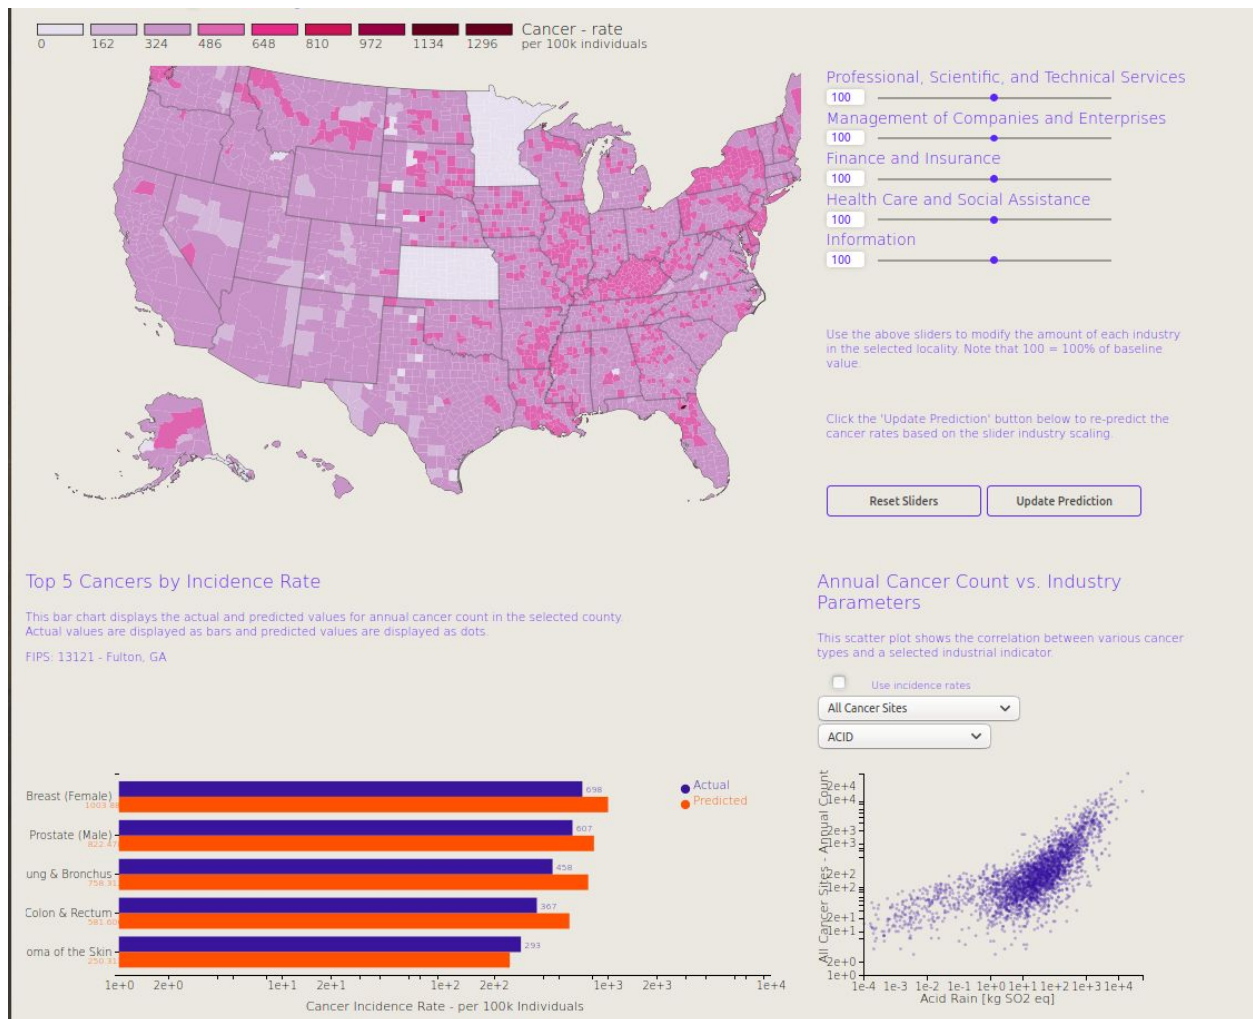 0 162 324 486 648 810 972 1134 1296
Cancer - rate
per 100k individuals
Professional, Scientific, and Technical Services
100
Management of Companies and Enterprises
100
Finance and Insurance
100
Health Care and Social Assistance
100
Information
100
Use the above sliders to modify the amount of each industry
in the selected locality. Note that 100 = 100% of baseline
value.
Click the 'Update Prediction' button below to re-predict the
cancer rates based on the slider industry scaling.
Reset Sliders
Update Prediction
Top 5 Cancers by Incidence Rate
This bar chart displays the actual and predicted values for annual cancer count in the selected county.
Actual values are displayed as bars and predicted values are displayed as dots.
FIPS: 13121 - Fulton, GA
Breast (Female)
1003.88
698
Prostate (Male)
822.47
607
ung & Bronchus
758.31
458
Colon & Rectum
581.60
367
oma of the Skin
250.31
293
Actual
Predicted
1e+0 2e+0 1e+1 2e+1 1e+2 2e+2 1e+3 2e+3 1e+4
Cancer Incidence Rate - per 100k Individuals
Annual Cancer Count vs. Industry
Parameters
This scatter plot shows the correlation between various cancer
types and a selected industrial indicator.
Use incidence rates
All Cancer Sites
ACID
All Cancer Sites - Annual Count
2e+4
1e+4
2e+3
1e+3
2e+2
1e+2
2e+1
1e+1
2e+0
1e+0
1e-4 1e-3 1e-2 1e-1 1e+0 1e+1 1e+2 1e+3 1e+4
Acid Rain [kg SO2 eq]